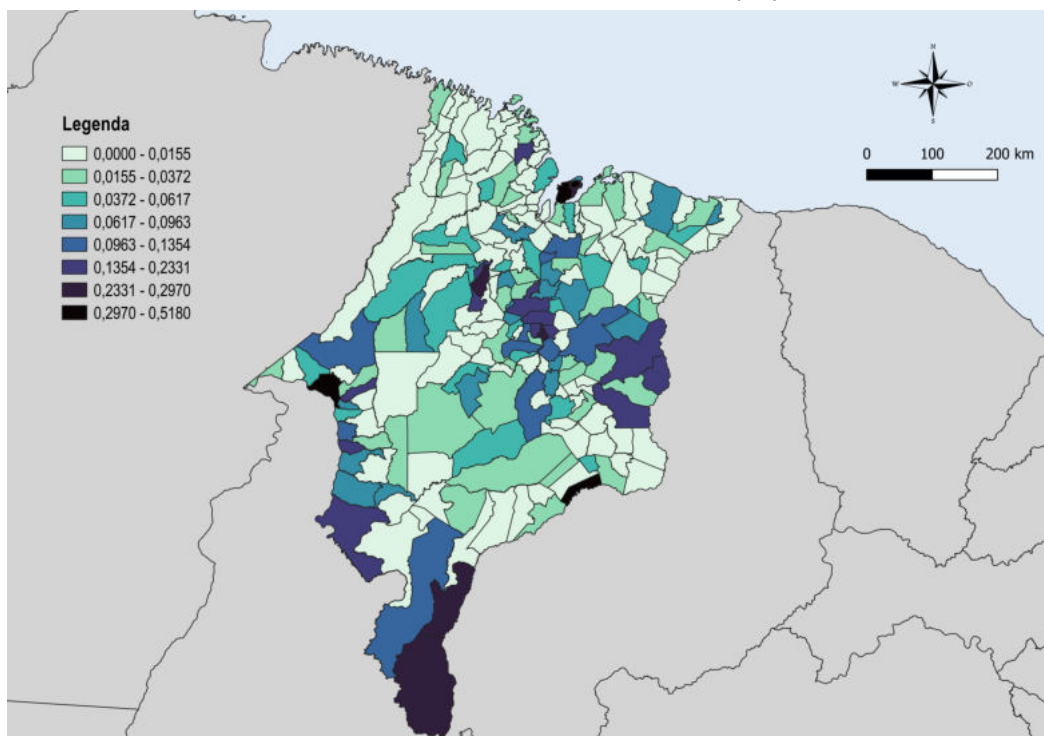 N
W
O
S
Legenda
0,0000 - 0,0155
0,0155 - 0,0372
0,0372 - 0,0617
0,0617 - 0,0963
0,0963 - 0,1354
0,1354 - 0,2331
0,2331 - 0,2970
0,2970 - 0,5180
0 100 200 km